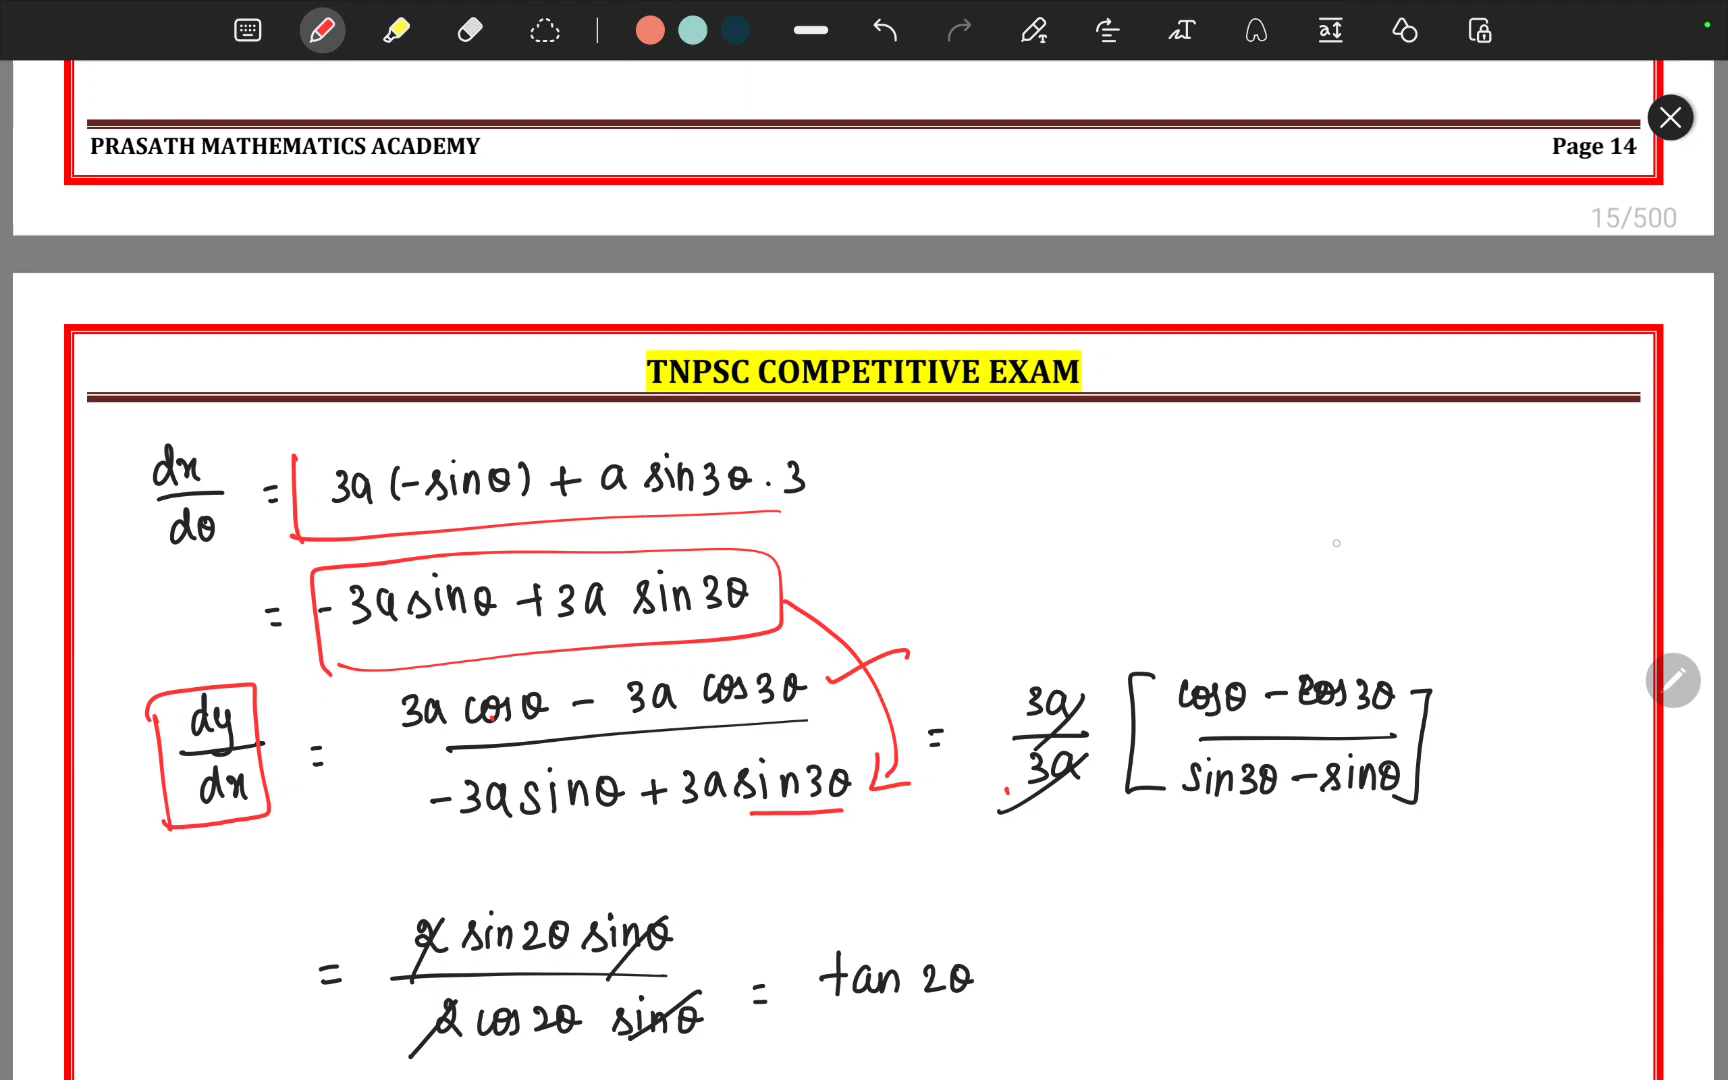 PRASATH MATHEMATICS ACADEMY Page 14
15/500
TNPSC COMPETITIVE EXAM
dx/dθ = 3a(-sinθ) + a sin3θ . 3
= - 3a sinθ + 3a sin3θ
dy/dx = (3a cosθ - 3a cos3θ)/(-3a sinθ + 3a sin3θ) = 3a/3a [(cosθ - cos3θ)/(sin3θ - sinθ)]
= (2 sin2θ sinθ)/(2 cos2θ sinθ) = tan 2θ